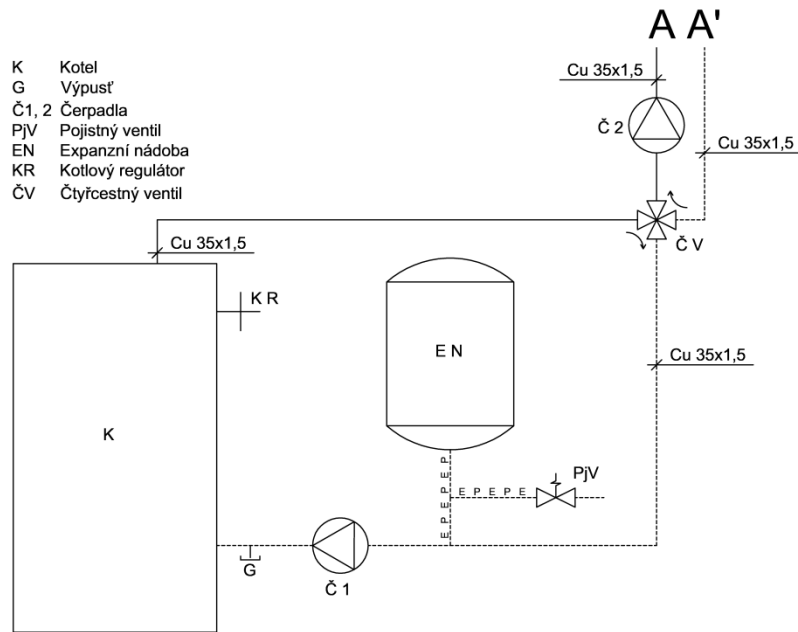 A A'
K Kotel
G Výpusť
Č1, 2 Čerpadla
PjV Pojistný ventil
EN Expanzní nádoba
KR Kotlový regulátor
ČV Čtyřcestný ventil
Cu 35x1,5
Č 2
Cu 35x1,5
Č V
Cu 35x1,5
K R
E N
Cu 35x1,5
K
PjV
E P E P E
E P E P E P
G
Č 1